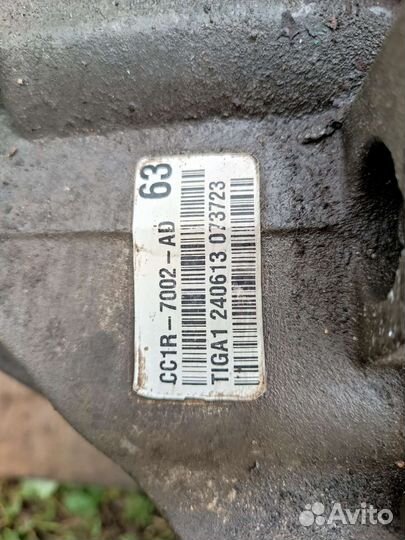 63
CC1R-7002-AD
TIGA1 240613 073723
Avito